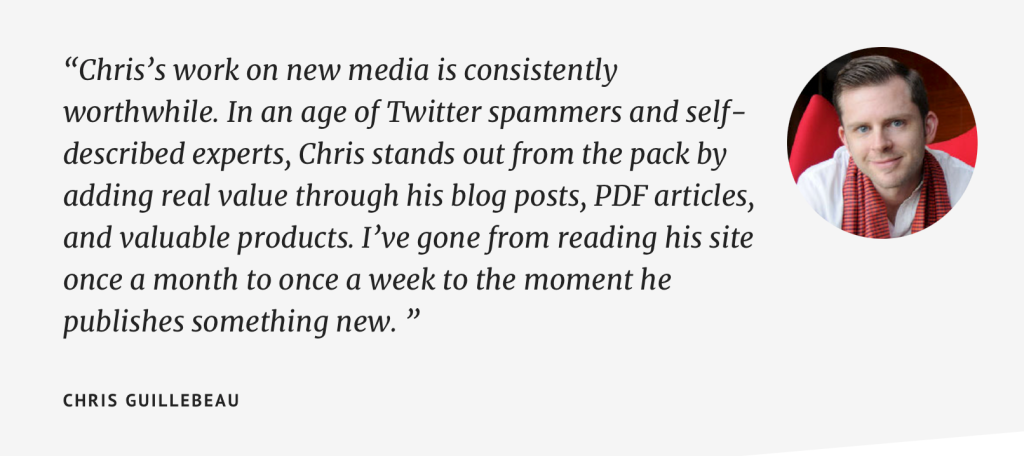 “Chris’s work on new media is consistently
worthwhile. In an age of Twitter spammers and self-
described experts, Chris stands out from the pack by
adding real value through his blog posts, PDF articles,
and valuable products. I’ve gone from reading his site
once a month to once a week to the moment he
publishes something new. ”
CHRIS GUILLEBEAU